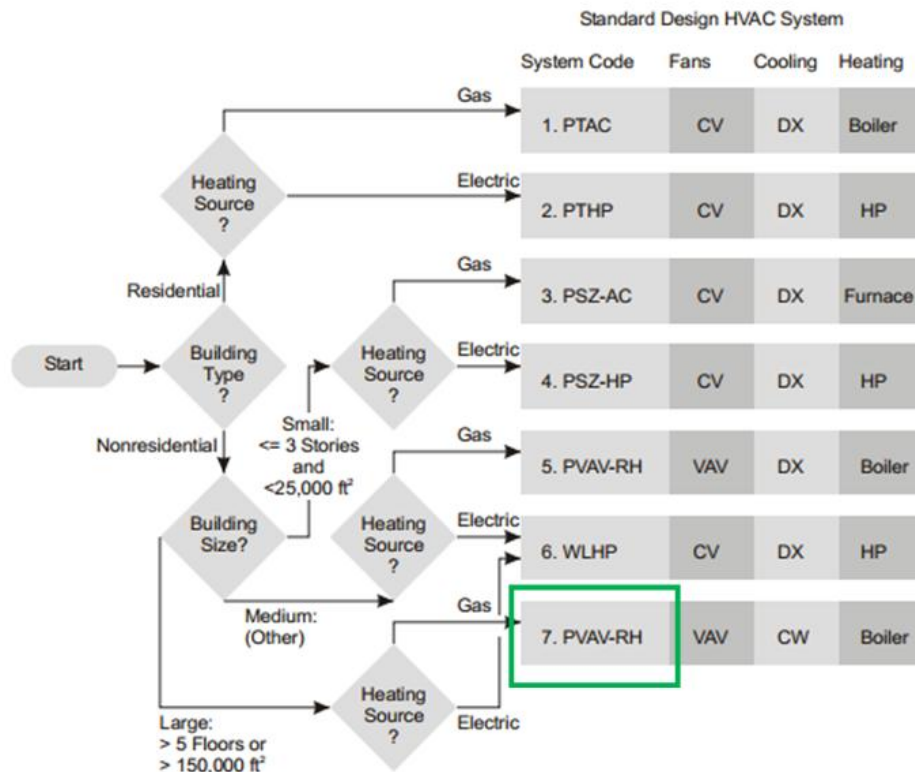 Standard Design HVAC System
System Code Fans Cooling Heating
Gas
1. PTAC CV DX Boiler
Heating
Source
?
Electric
2. PTHP CV DX HP
Residential
Gas
3. PSZ-AC CV DX Furnace
Start
Building
Type
?
Heating
Source
?
Electric
4. PSZ-HP CV DX HP
Nonresidential
Small:
<= 3 Stories
and
<25,000 ft²
Gas
5. PVAV-RH VAV DX Boiler
Building
Size?
Heating
Source
?
Electric
6. WLHP CV DX HP
Medium:
(Other)
Gas
7. PVAV-RH VAV CW Boiler
Heating
Source
?
Electric
Large:
> 5 Floors or
> 150,000 ft²